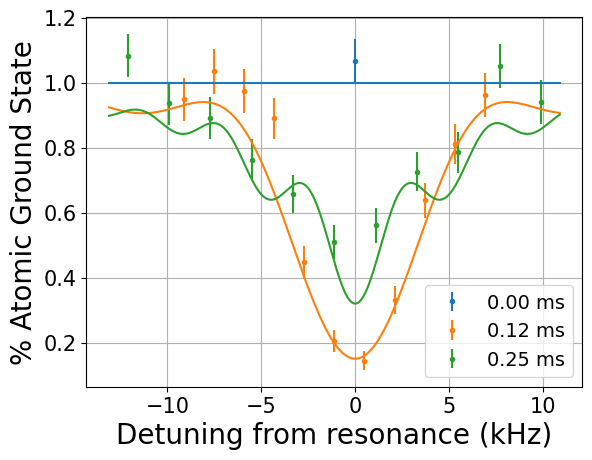 1.2
1.0
0.8
0.6
0.4
0.2
% Atomic Ground State
0.00 ms
0.12 ms
0.25 ms
−10
−5
0
5
10
Detuning from resonance (kHz)